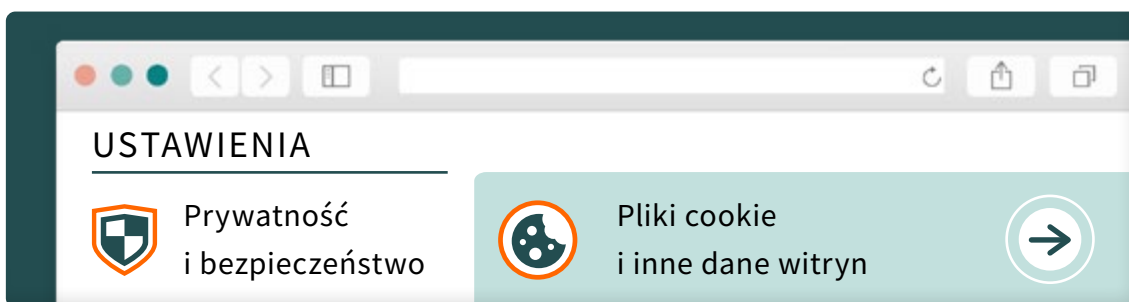 USTAWIENIA
Prywatność
i bezpieczeństwo
Pliki cookie
i inne dane witryn